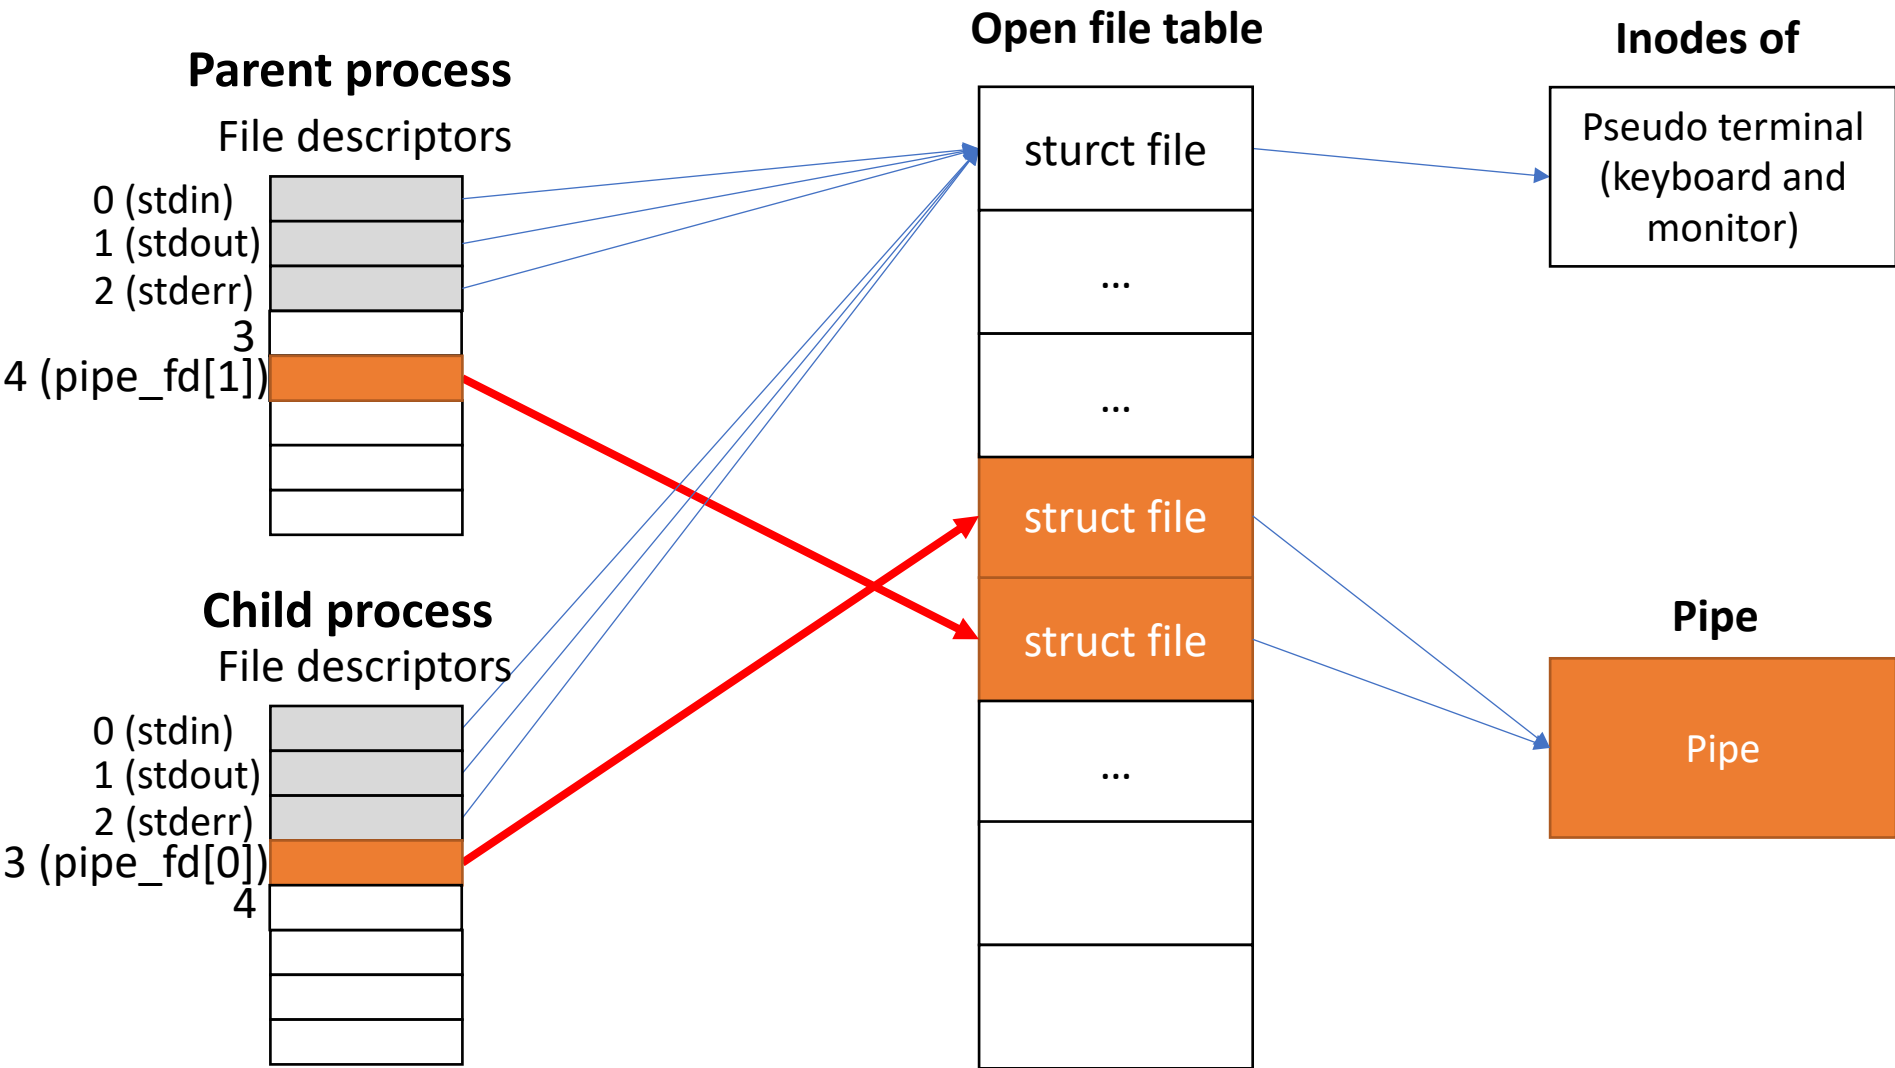 Parent process
File descriptors
0 (stdin)
1 (stdout)
2 (stderr)
3
4 (pipe_fd[1])
Child process
File descriptors
0 (stdin)
1 (stdout)
2 (stderr)
3 (pipe_fd[0])
4
Open file table
sturct file
...
...
struct file
struct file
...
Inodes of
Pseudo terminal
(keyboard and
monitor)
Pipe
Pipe